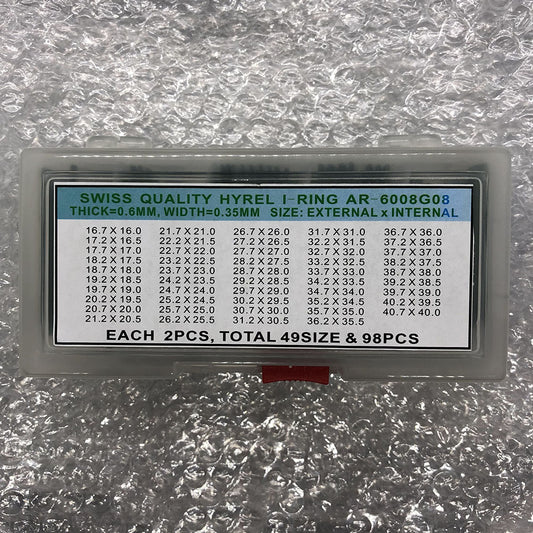 SWISS QUALITY HYREL I-RING AR-6008G08
THICK=0.6MM, WIDTH=0.35MM SIZE: EXTERNAL x INTERNAL
16.7 X 16.0 21.7 X 21.0 26.7 X 26.0 31.7 X 31.0 36.7 X 36.0
17.2 X 16.5 22.2 X 21.5 27.2 X 26.5 32.2 X 31.5 37.2 X 36.5
17.7 X 17.0 22.7 X 22.0 27.7 X 27.0 32.7 X 32.0 37.7 X 37.0
18.2 X 17.5 23.2 X 22.5 28.2 X 27.5 33.2 X 32.5 38.2 X 37.5
18.7 X 18.0 23.7 X 23.0 28.7 X 28.0 33.7 X 33.0 38.7 X 38.0
19.2 X 18.5 24.2 X 23.5 29.2 X 28.5 34.2 X 33.5 39.2 X 38.5
19.7 X 19.0 24.7 X 24.0 29.7 X 29.0 34.7 X 34.0 39.7 X 39.0
20.2 X 19.5 25.2 X 24.5 30.2 X 29.5 35.2 X 34.5 40.2 X 39.5
20.7 X 20.0 25.7 X 25.0 30.7 X 30.0 35.7 X 35.0 40.7 X 40.0
21.2 X 20.5 26.2 X 25.5 31.2 X 30.5 36.2 X 35.5
EACH 2PCS, TOTAL 49SIZE & 98PCS